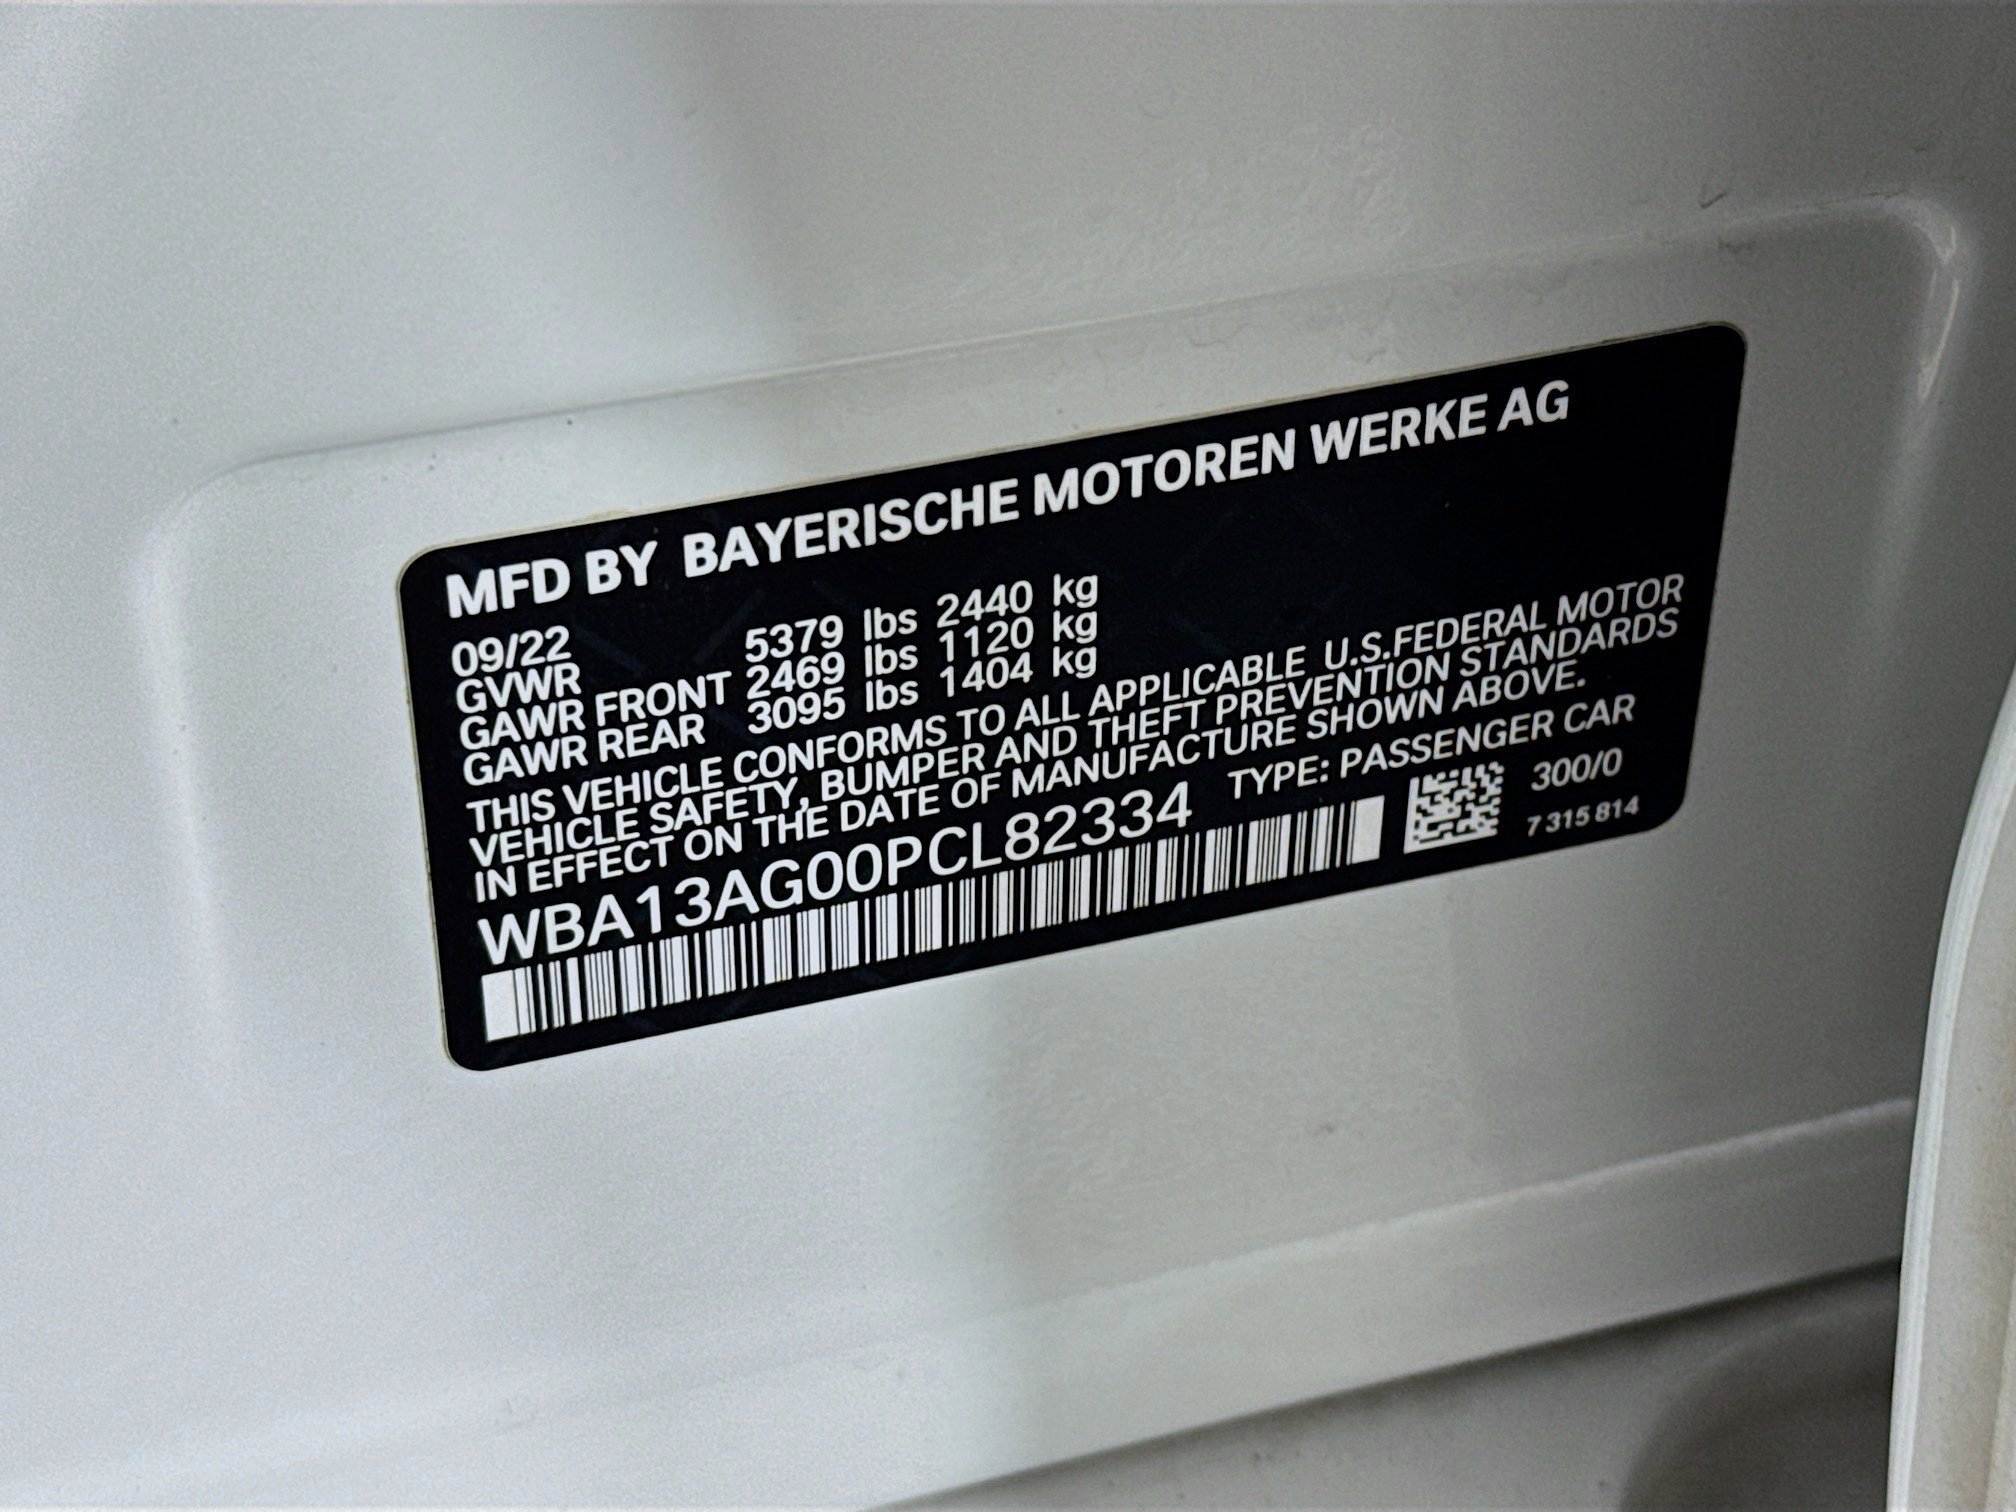 MFD BY BAYERISCHE MOTOREN WERKE AG
09/22
GVWR 5379 lbs 2440 kg
GAWR FRONT 2469 lbs 1120 kg
GAWR REAR 3095 lbs 1404 kg
THIS VEHICLE CONFORMS TO ALL APPLICABLE U.S.FEDERAL MOTOR
VEHICLE SAFETY, BUMPER AND THEFT PREVENTION STANDARDS
IN EFFECT ON THE DATE OF MANUFACTURE SHOWN ABOVE.
WBA13AG00PCL82334 TYPE: PASSENGER CAR
300/0
7 315 814